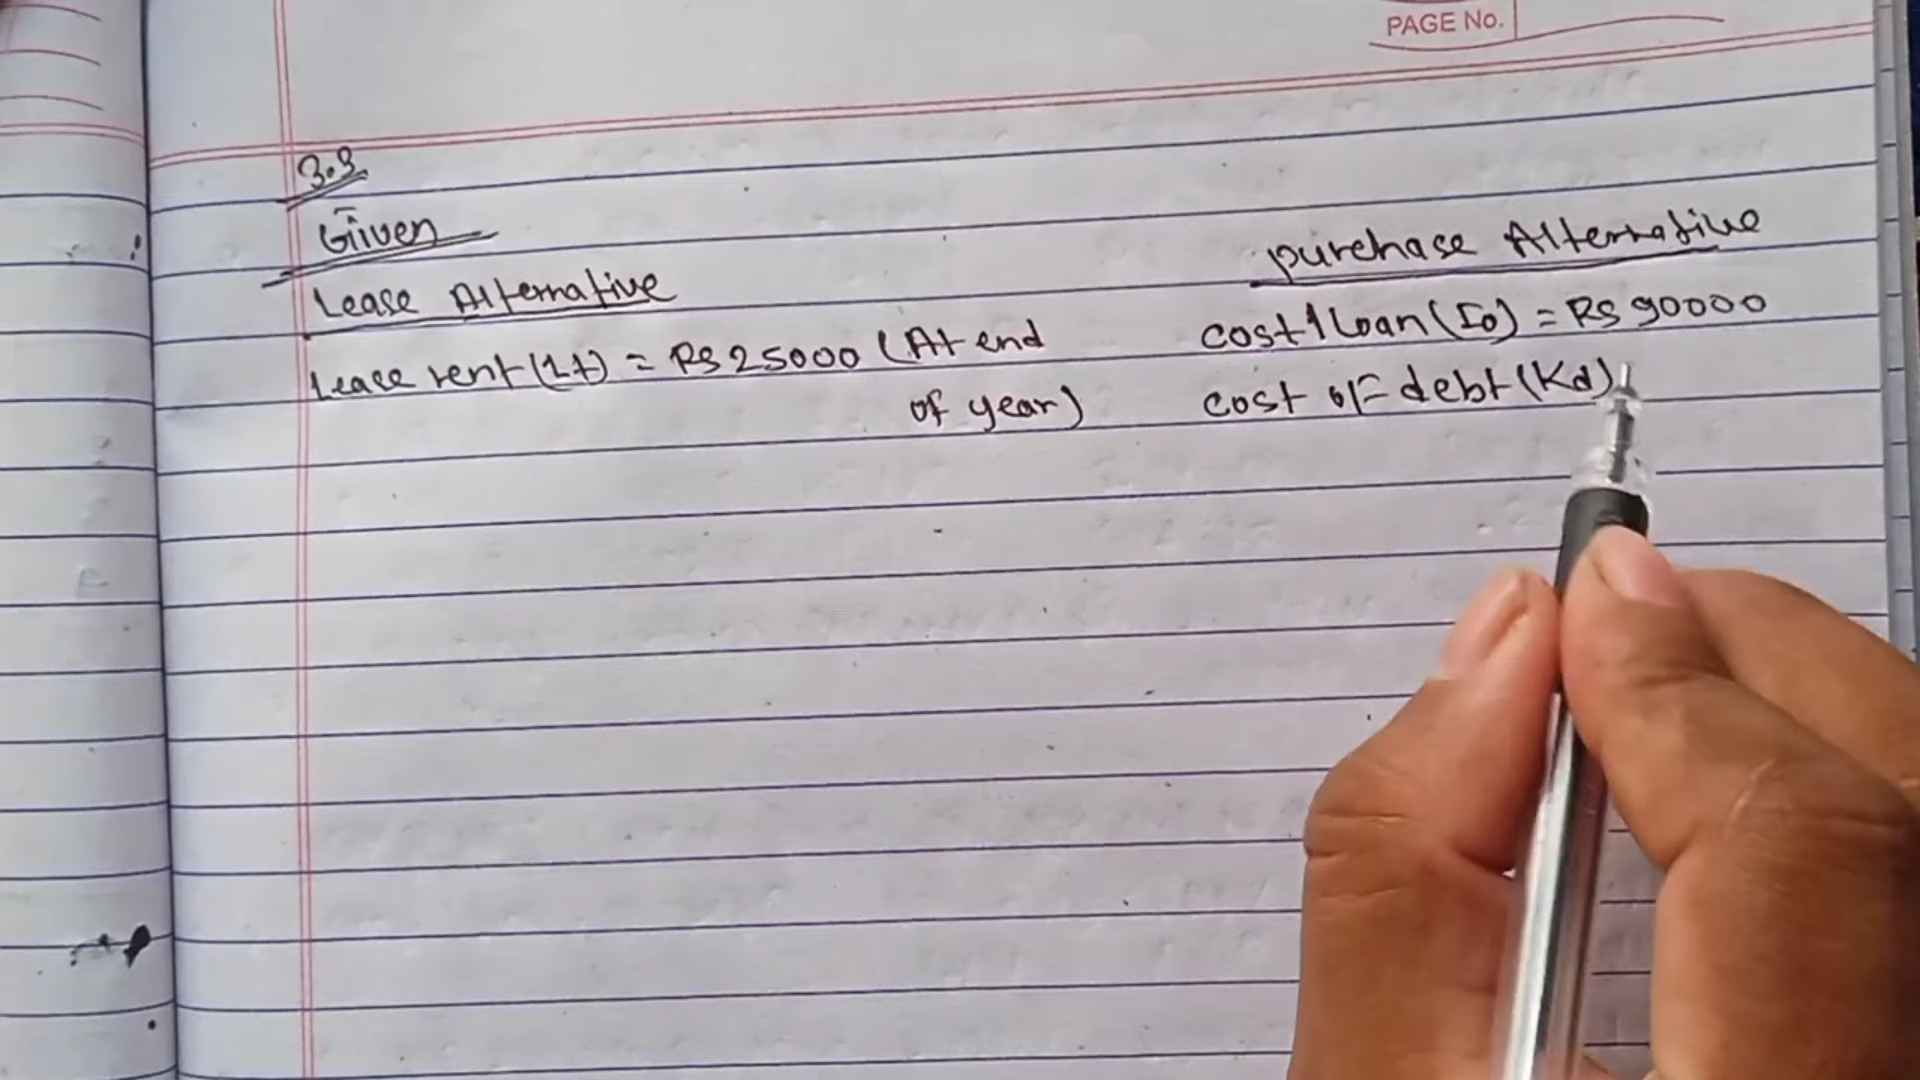 PAGE No.
3.3
Given
Lease Alternative
Lease rent (Lt) = Rs 25000 (At end
of year)
purchase Alternative
cost/Loan (I0) = Rs 90000
cost of debt (Kd)